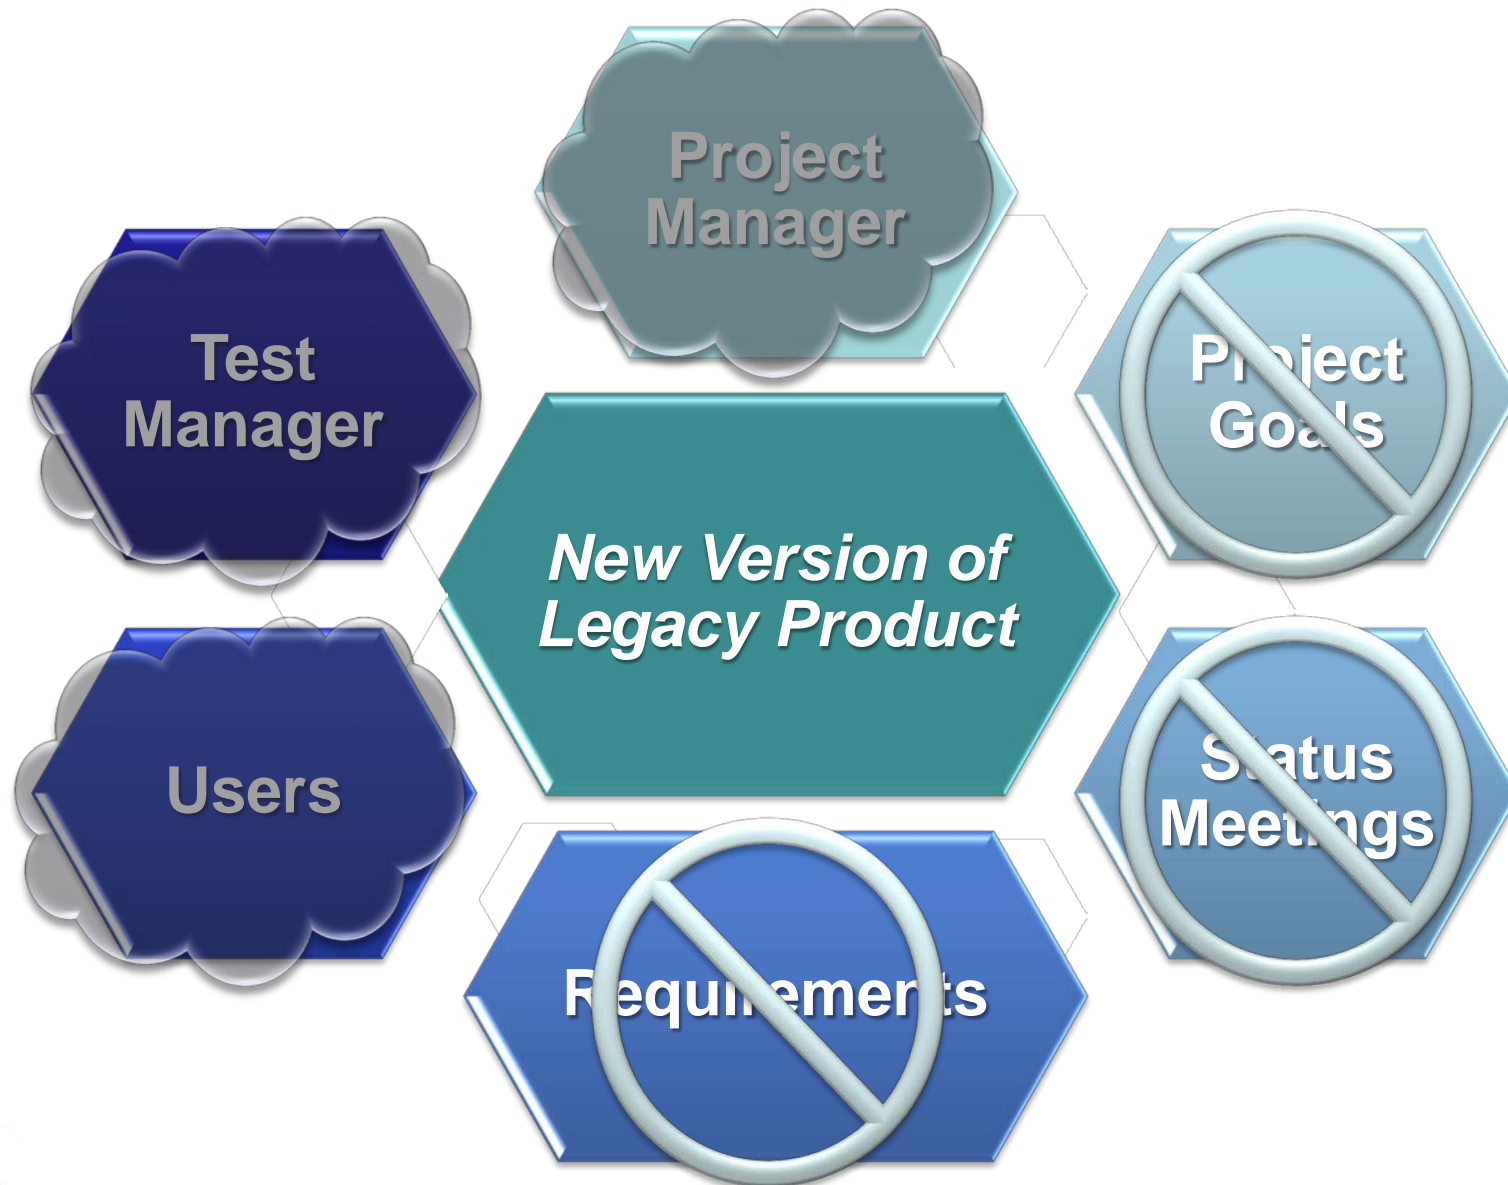 Project
Manager
Test
Manager
Project
Goals
New Version of
Legacy Product
Users
Status
Meetings
Requirements